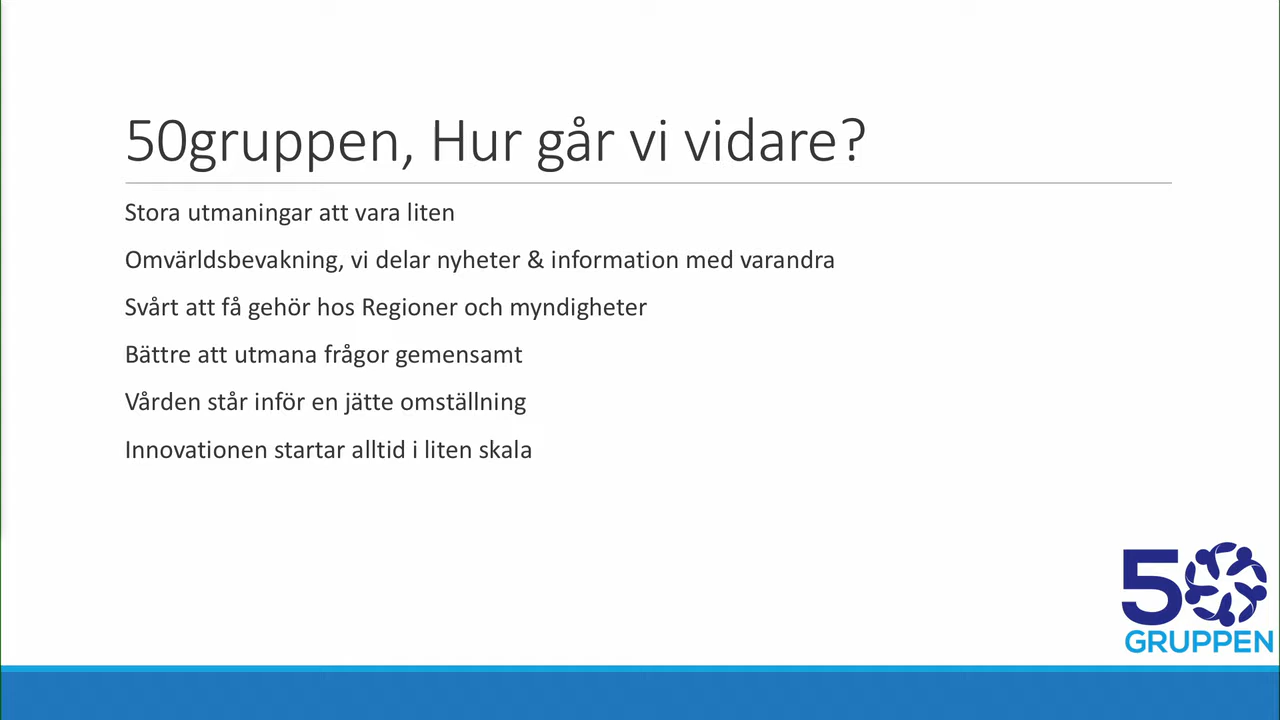 50gruppen, Hur går vi vidare?
Stora utmaningar att vara liten
Omvärldsbevakning, vi delar nyheter & information med varandra
Svårt att få gehör hos Regioner och myndigheter
Bättre att utmana frågor gemensamt
Vården står inför en jätte omställning
Innovationen startar alltid i liten skala
50
GRUPPEN